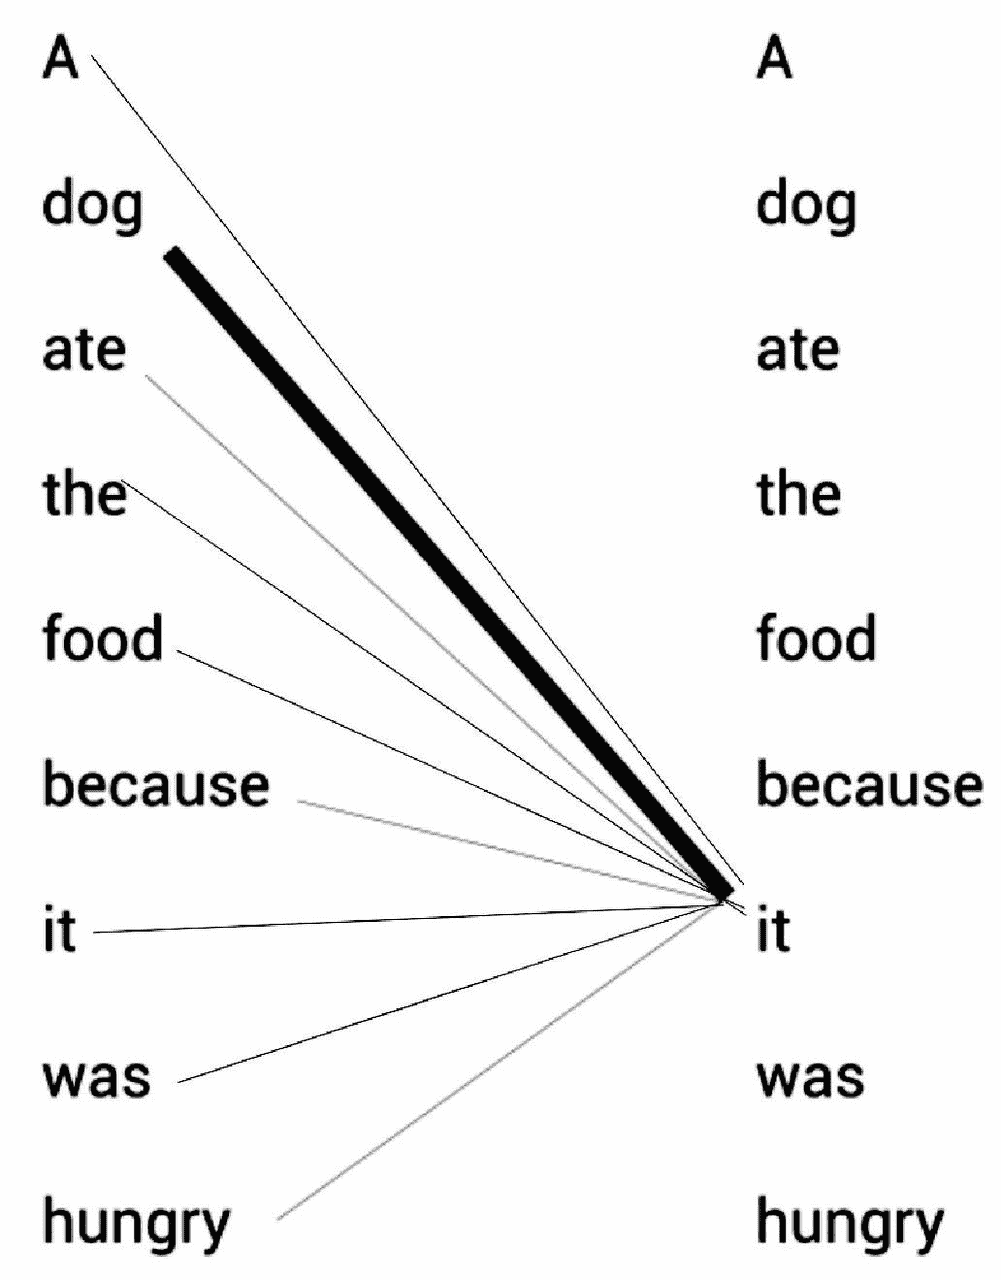 A A
dog dog
ate ate
the the
food food
because because
it it
was was
hungry hungry